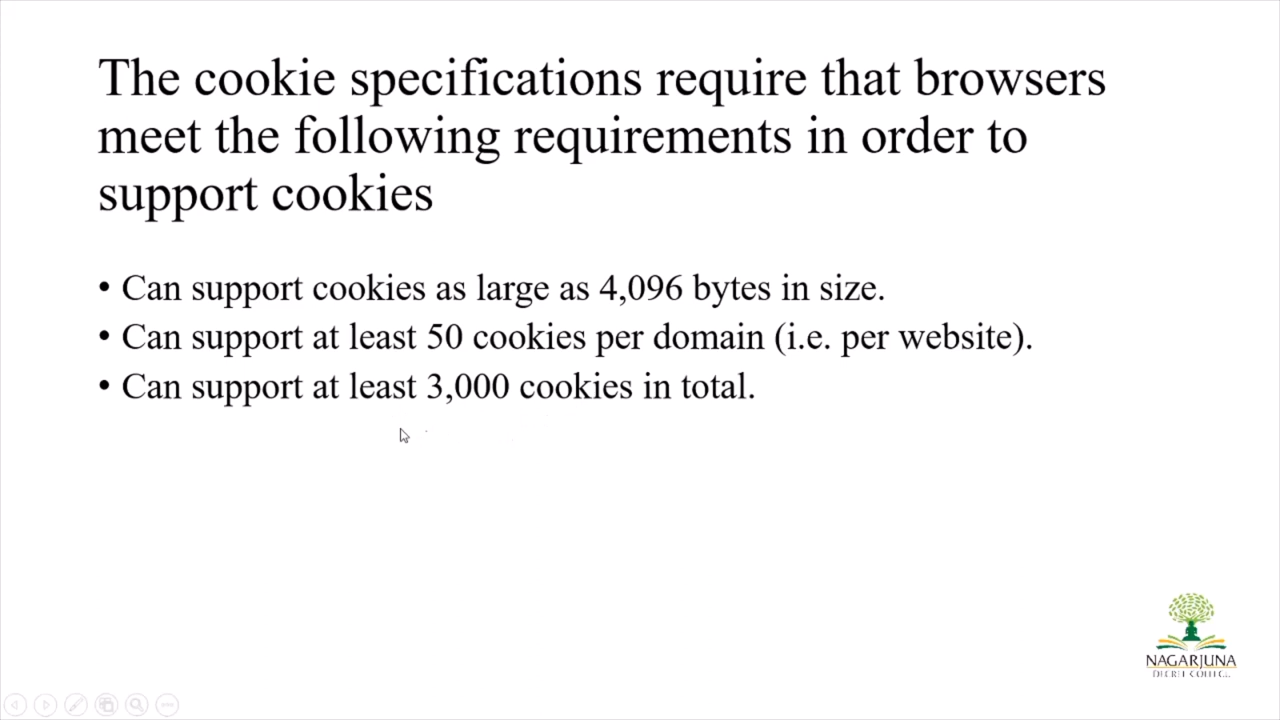 The cookie specifications require that browsers
meet the following requirements in order to
support cookies
• Can support cookies as large as 4,096 bytes in size.
• Can support at least 50 cookies per domain (i.e. per website).
• Can support at least 3,000 cookies in total.
NAGARJUNA